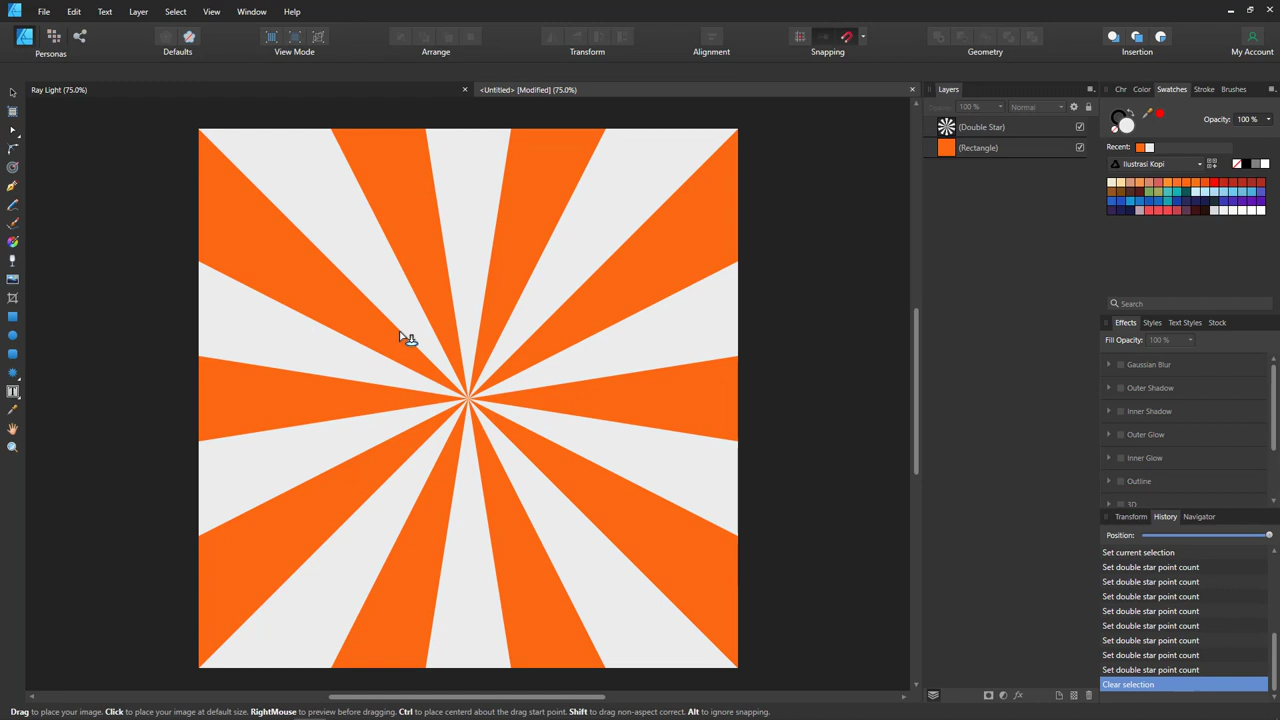 File Edit Text Layer Select View Window Help
Personas Defaults View Mode Arrange Transform Alignment Snapping Geometry Insertion My Account
Ray Light (75.0%)
<Untitled> [Modified] (75.0%)
Layers
Opacity: 100 % Normal
(Double Star)
(Rectangle)
Chr Color Swatches Stroke Brushes
Opacity: 100 %
Recent:
Ilustrasi Kopi
Search
Effects Styles Text Styles Stock
Fill Opacity: 100 %
Gaussian Blur
Outer Shadow
Inner Shadow
Outer Glow
Inner Glow
Outline
3D
Transform History Navigator
Position:
Set current selection
Set double star point count
Set double star point count
Set double star point count
Set double star point count
Set double star point count
Set double star point count
Set double star point count
Set double star point count
Clear selection
Drag to place your image. Click to place your image at default size. RightMouse to preview before dragging. Ctrl to place centerd about the drag start point. Shift to drag non-aspect correct. Alt to ignore snapping.